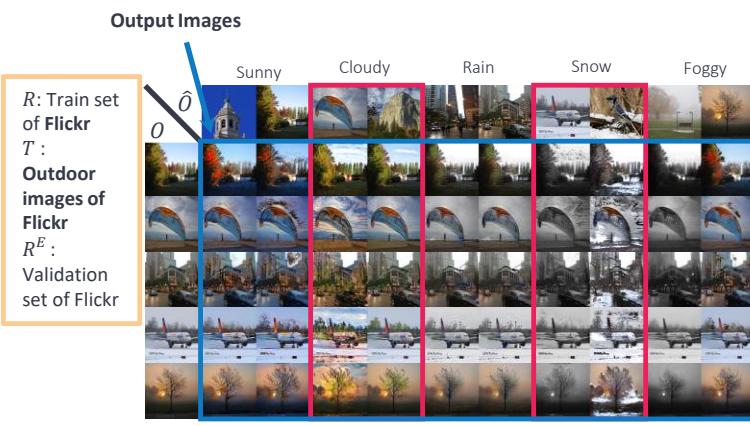 Output Images
Sunny
Cloudy
Rain
Snow
Foggy
Ô
O
R: Train set
of Flickr
T :
Outdoor
images of
Flickr
Rᴱ :
Validation
set of Flickr